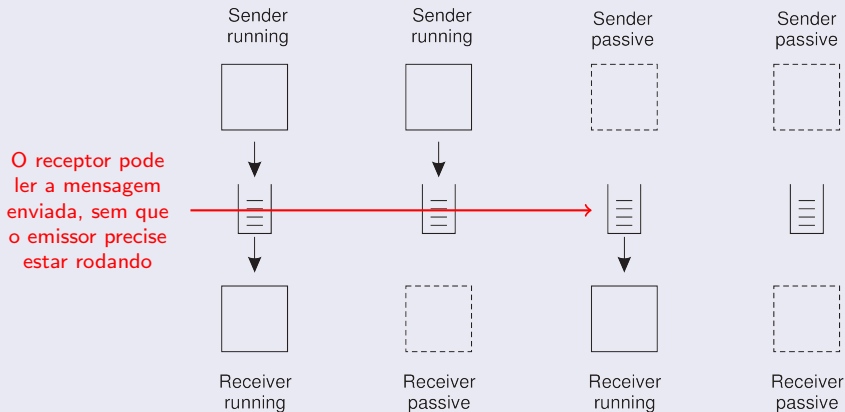 Sender
running
Sender
running
Sender
passive
Sender
passive
O receptor pode
ler a mensagem
enviada, sem que
o emissor precise
estar rodando
Receiver
running
Receiver
passive
Receiver
running
Receiver
passive